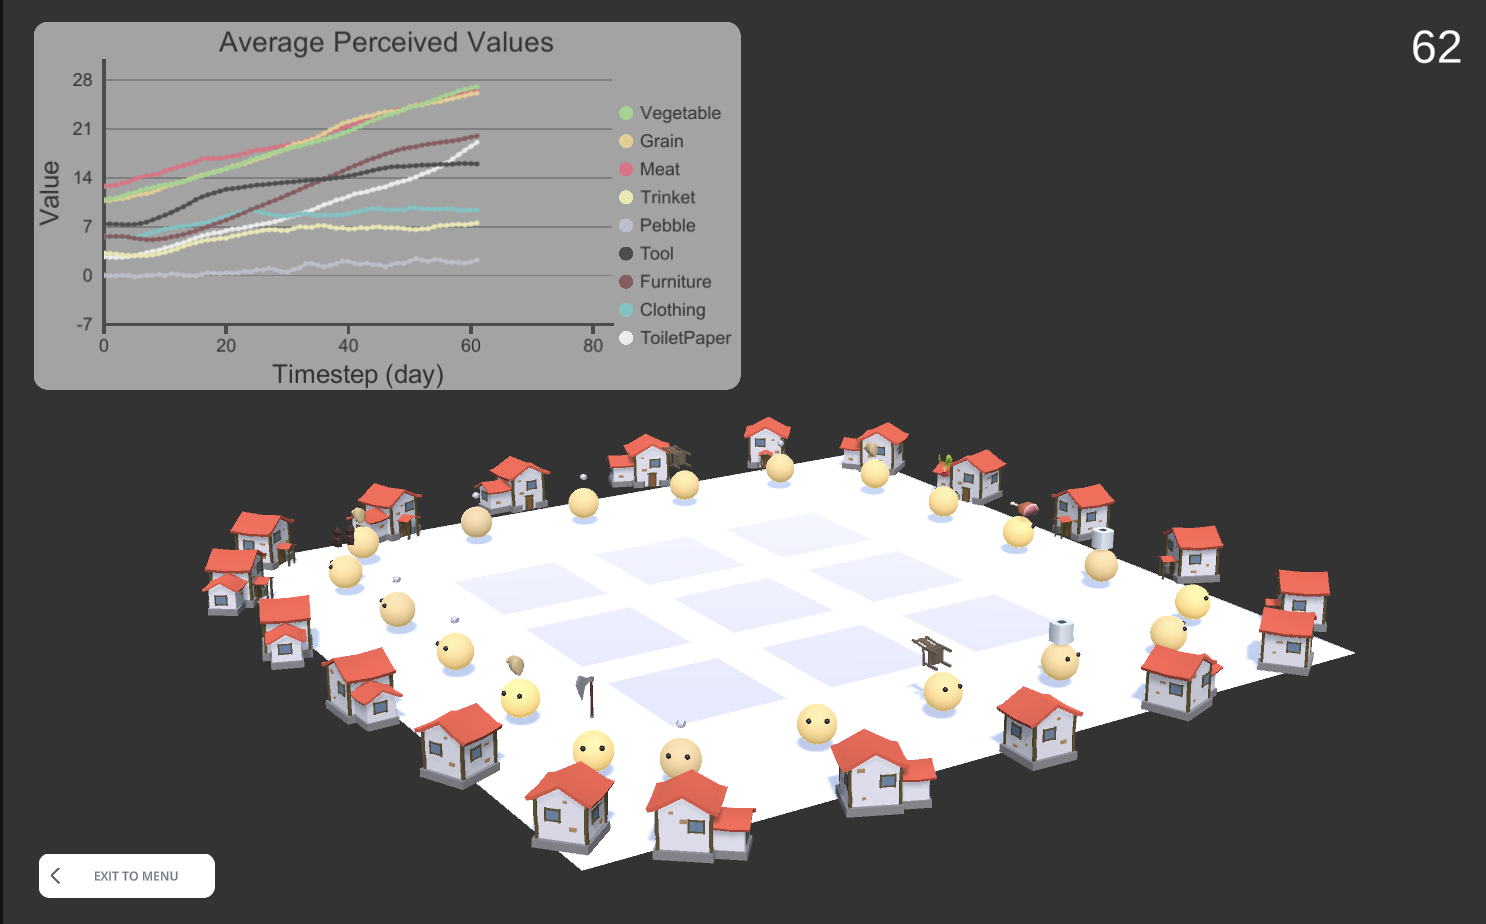 Average Perceived Values
62
28
21
14
7
0
-7
Value
0 20 40 60 80
Timestep (day)
Vegetable
Grain
Meat
Trinket
Pebble
Tool
Furniture
Clothing
ToiletPaper
EXIT TO MENU